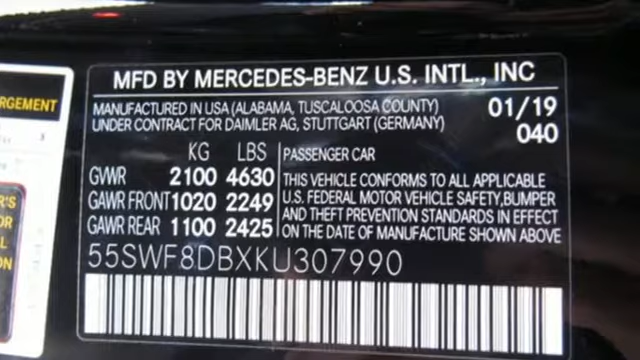 MFD BY MERCEDES-BENZ U.S. INTL., INC
MANUFACTURED IN USA (ALABAMA, TUSCALOOSA COUNTY) 01/19
UNDER CONTRACT FOR DAIMLER AG, STUTTGART (GERMANY) 040
KG LBS PASSENGER CAR
GVWR 2100 4630 THIS VEHICLE CONFORMS TO ALL APPLICABLE
GAWR FRONT 1020 2249 U.S. FEDERAL MOTOR VEHICLE SAFETY, BUMPER
GAWR REAR 1100 2425 AND THEFT PREVENTION STANDARDS IN EFFECT
ON THE DATE OF MANUFACTURE SHOWN ABOVE
55SWF8DBXKU307990